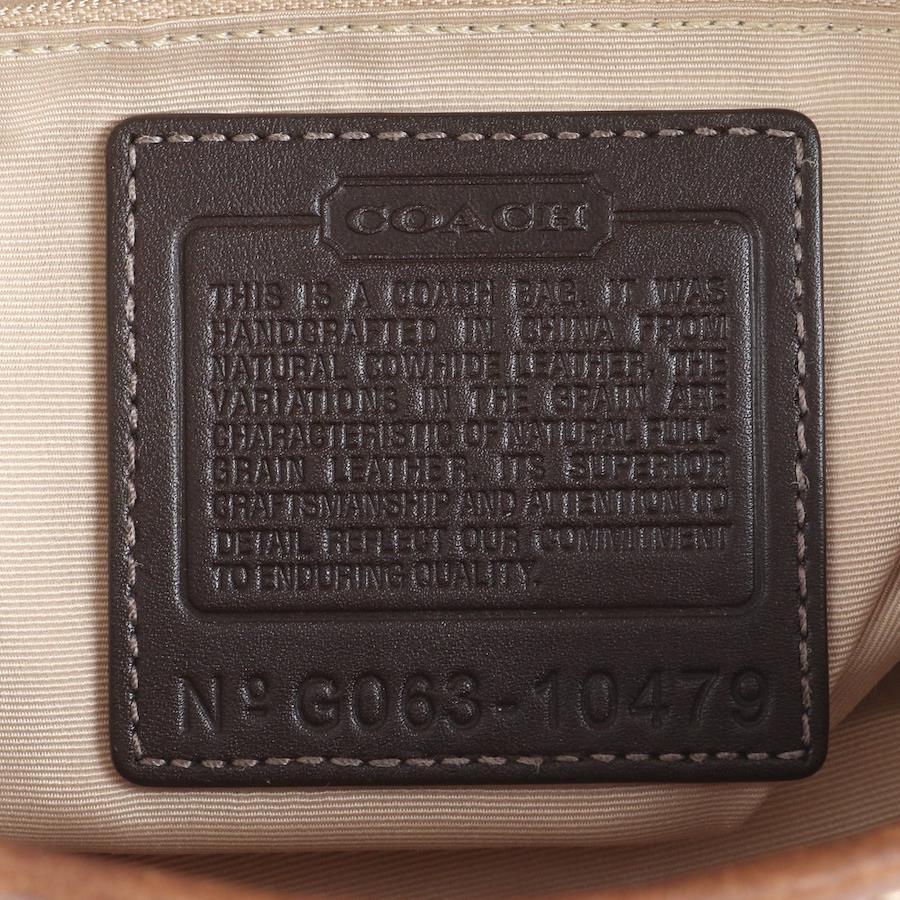 COACH
THIS IS A COACH BAG. IT WAS
HANDCRAFTED IN CHINA FROM
NATURAL COWHIDE LEATHER. THE
VARIATIONS IN THE GRAIN ARE
CHARACTERISTIC OF NATURAL FULL-
GRAIN LEATHER. ITS SUPERIOR
CRAFTSMANSHIP AND ATTENTION TO
DETAIL REFLECT OUR COMMITMENT
TO ENDURING QUALITY.
Nº G063-10479